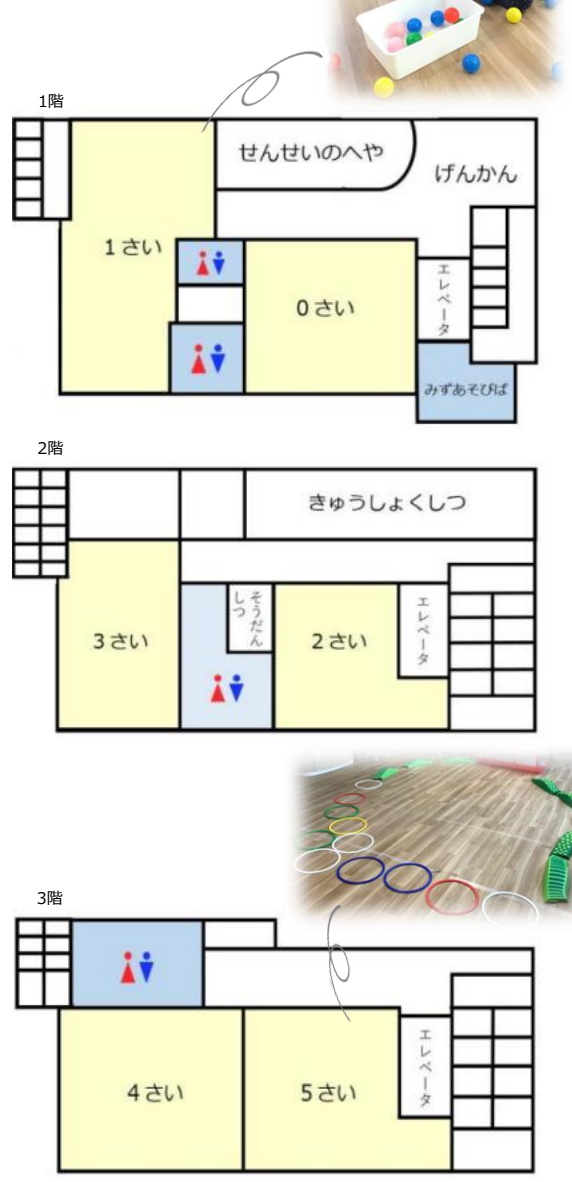 1階
せんせいのへや
げんかん
1さい
0さい
エレベータ
みずあそびば
2階
きゅうしょくしつ
3さい
そうだん
しつ
2さい
エレベータ
3階
4さい
5さい
エレベータ